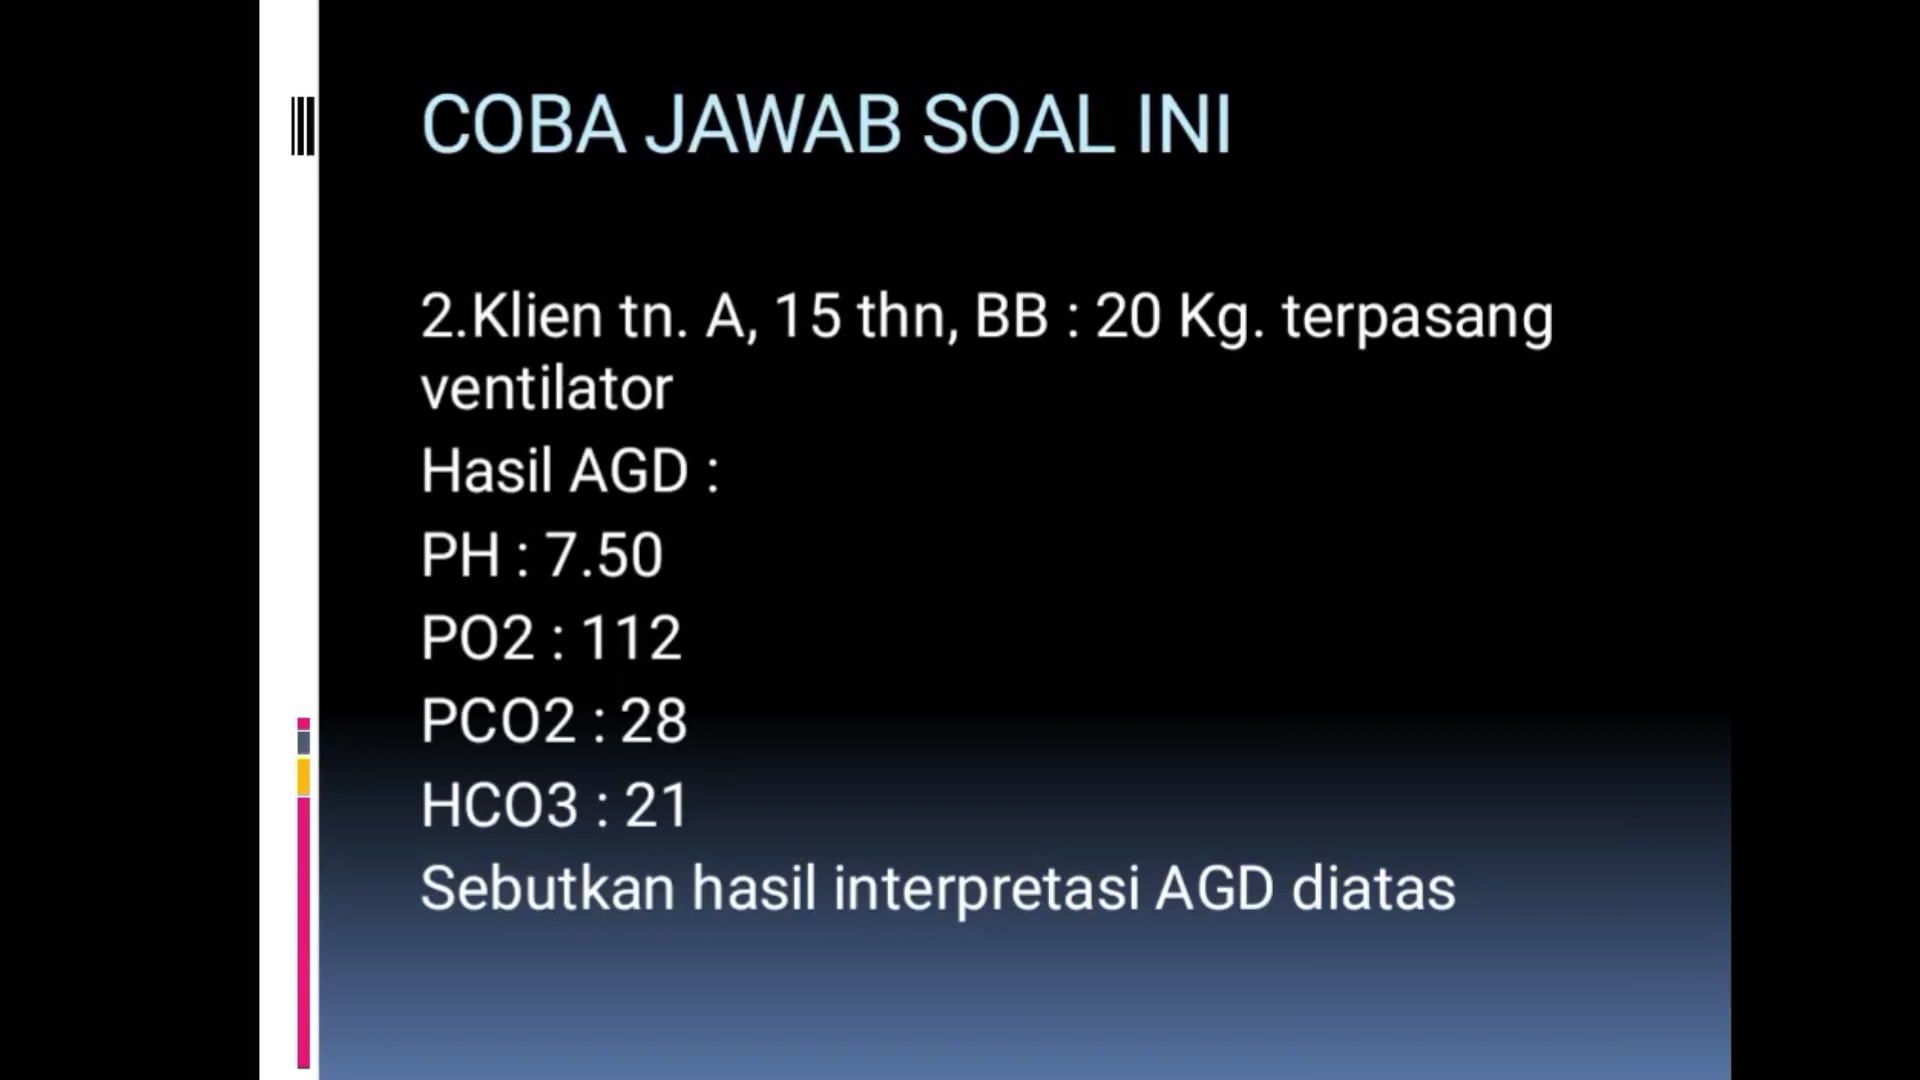 COBA JAWAB SOAL INI
2.Klien tn. A, 15 thn, BB : 20 Kg. terpasang
ventilator
Hasil AGD :
PH : 7.50
PO2 : 112
PCO2 : 28
HCO3 : 21
Sebutkan hasil interpretasi AGD diatas